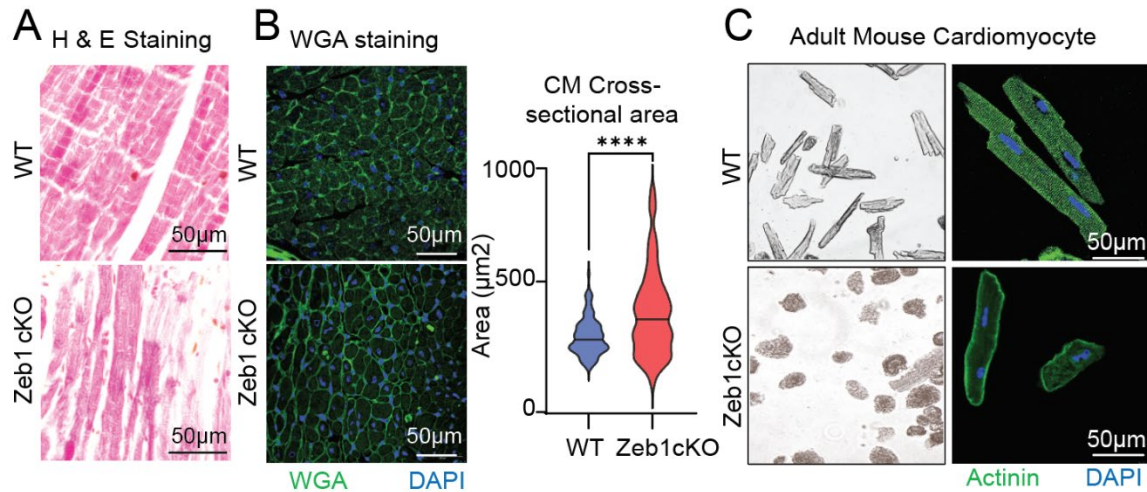 A
H & E Staining
WT
50µm
Zeb1 cKO
50µm
B
WGA staining
WT
50µm
Zeb1 cKO
50µm
WGA
DAPI
CM Cross-
sectional area
****
1000
500
0
Area (µm2)
WT
Zeb1cKO
C
Adult Mouse Cardiomyocyte
WT
50µm
Zeb1cKO
50µm
Actinin
DAPI